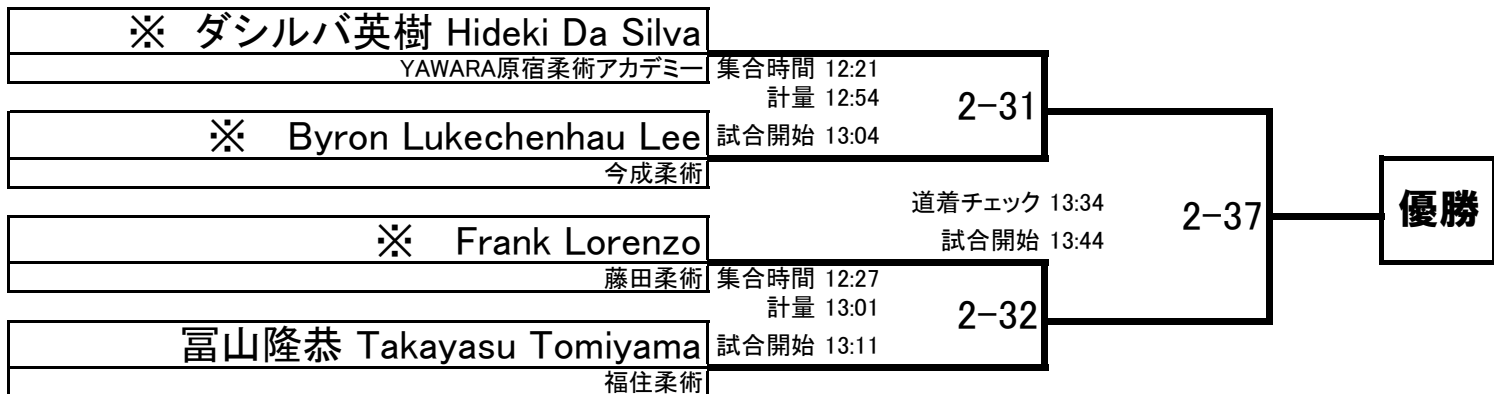 ※ ダシルバ英樹 Hideki Da Silva
YAWARA原宿柔術アカデミー
集合時間 12:21
計量 12:54
2-31
※ Byron Lukechenhau Lee
試合開始 13:04
今成柔術
道着チェック 13:34
2-37
優勝
※ Frank Lorenzo
試合開始 13:44
藤田柔術
集合時間 12:27
計量 13:01
2-32
冨山隆恭 Takayasu Tomiyama
試合開始 13:11
福住柔術